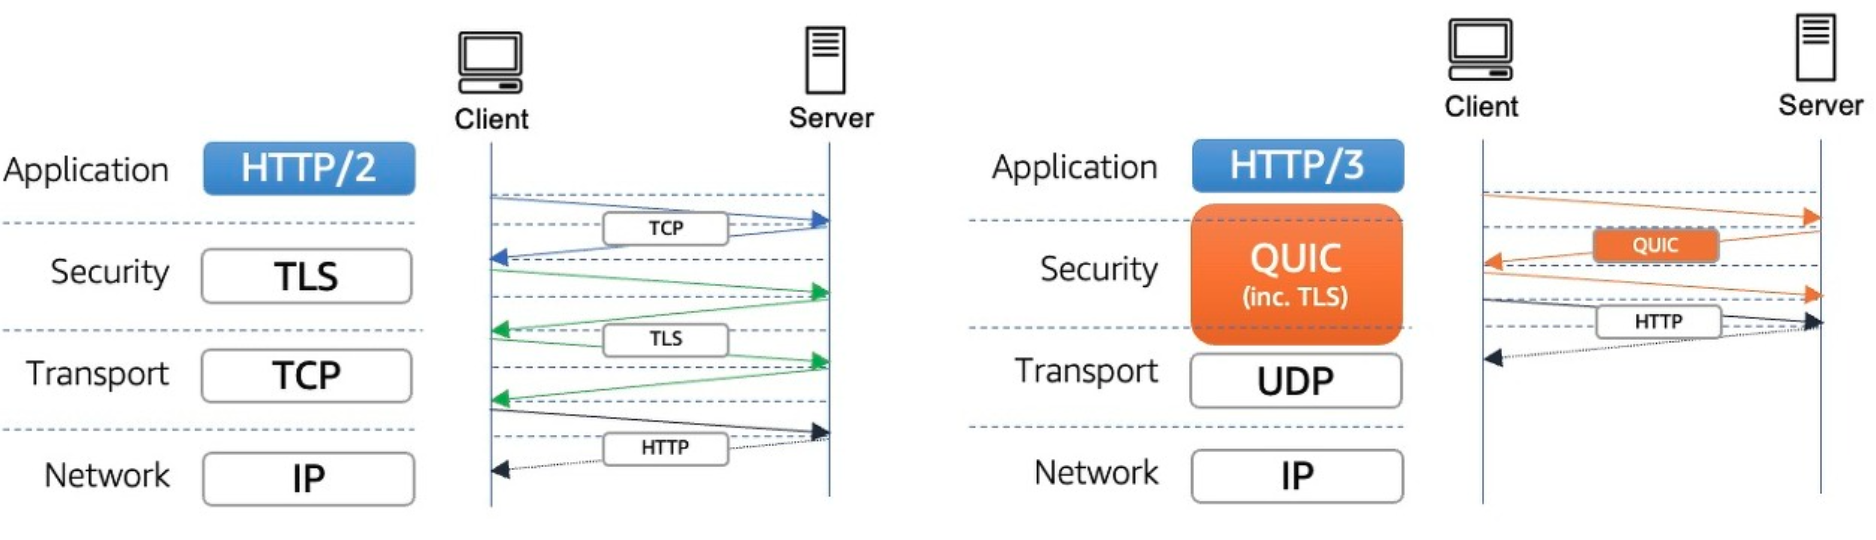 Client
Server
Application
HTTP/2
Security
TLS
Transport
TCP
Network
IP
TCP
TLS
HTTP
Client
Server
Application
HTTP/3
Security
QUIC
(inc. TLS)
Transport
UDP
Network
IP
QUIC
HTTP